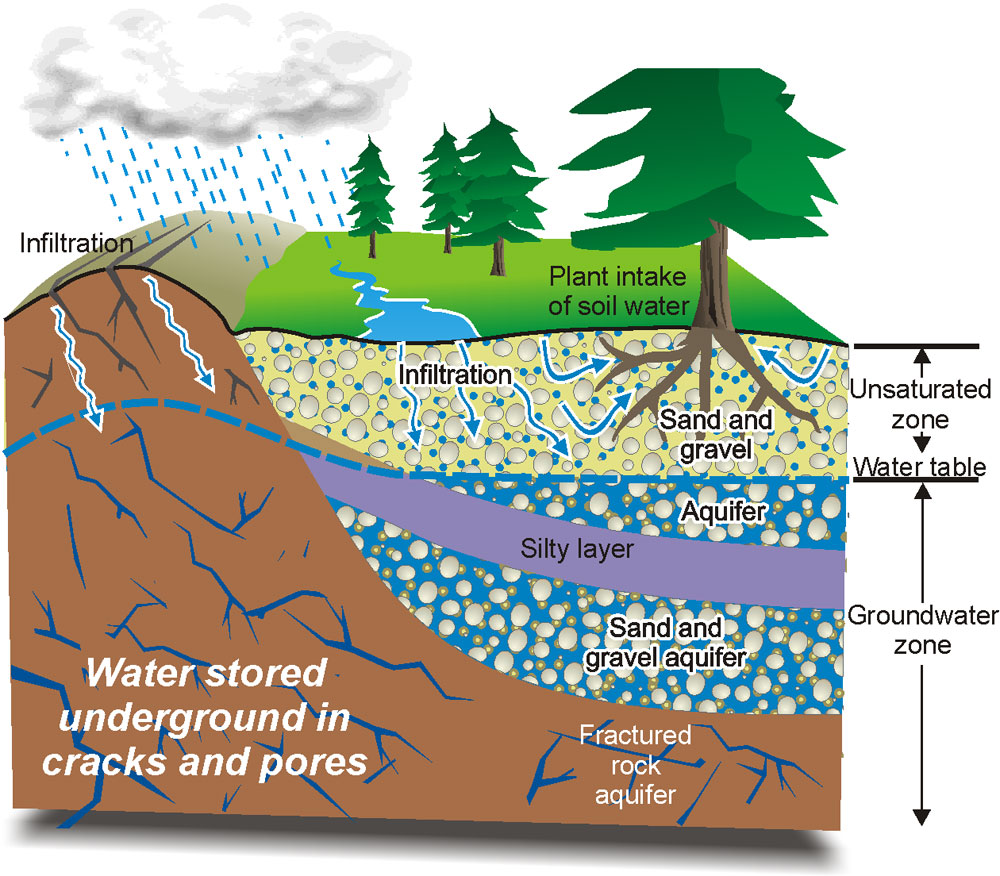 Infiltration
Plant intake
of soil water
Infiltration
Unsaturated
zone
Sand and
gravel
Water table
Aquifer
Silty layer
Groundwater
zone
Sand and
gravel aquifer
Water stored
underground in
cracks and pores
Fractured
rock
aquifer